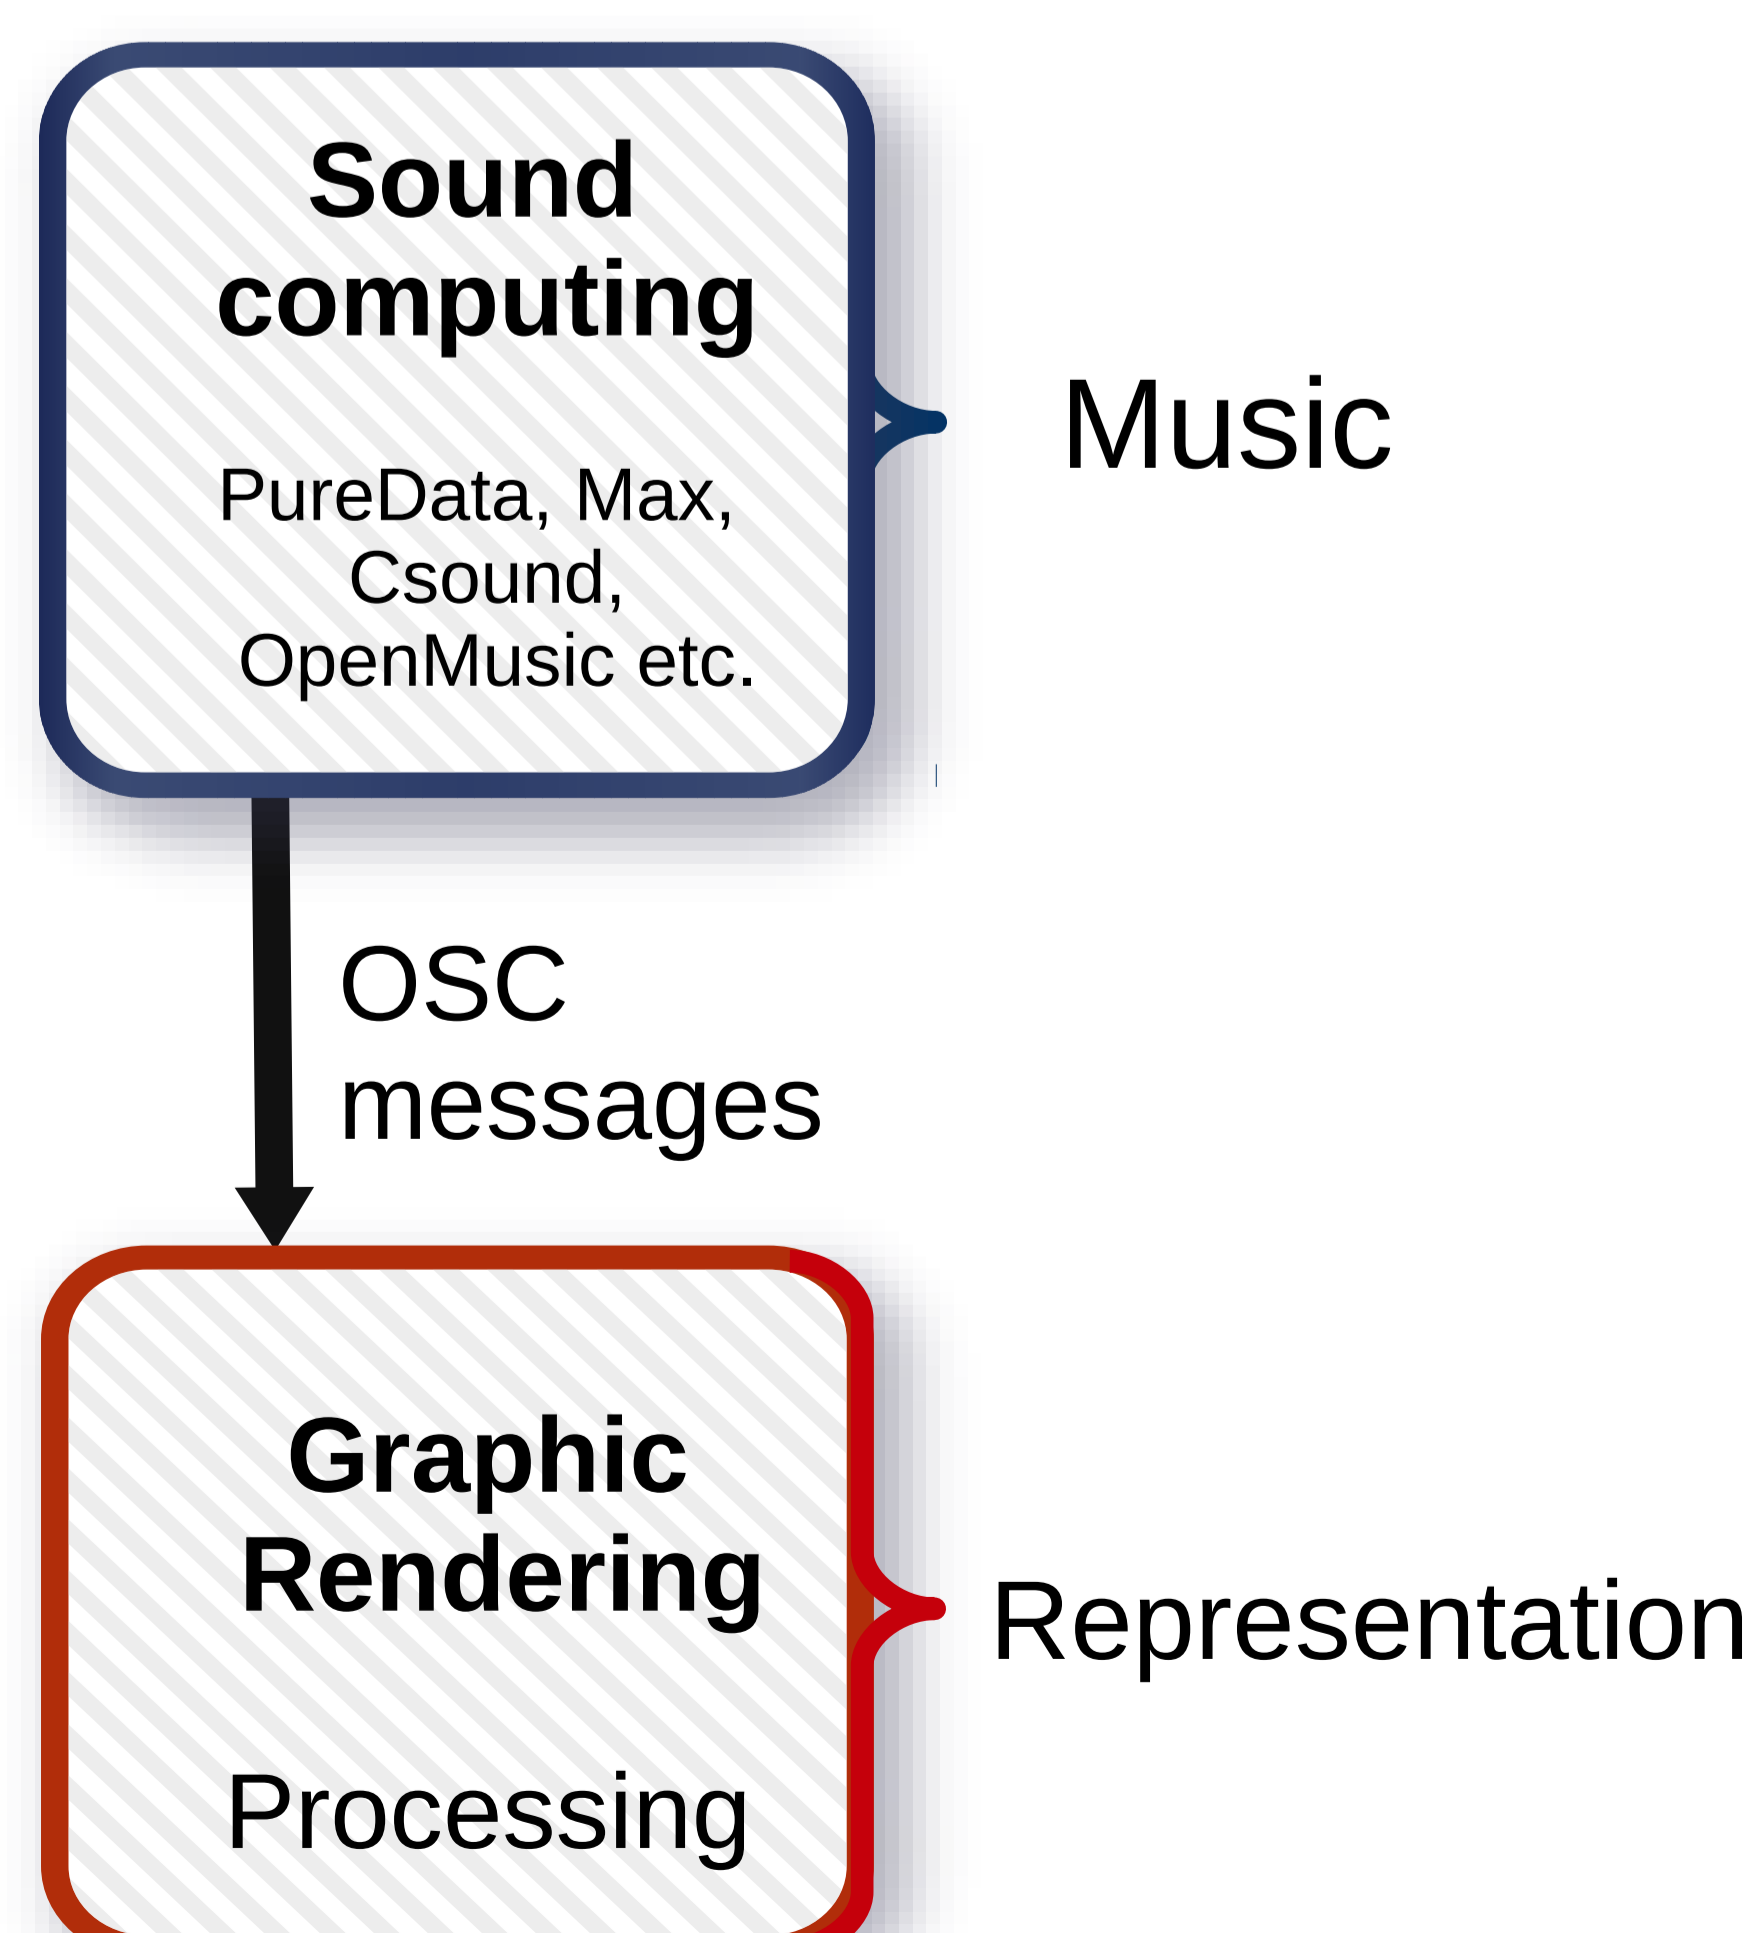 Sound
computing
PureData, Max,
Csound,
OpenMusic etc.
Music
OSC
messages
Graphic
Rendering
Processing
Representation